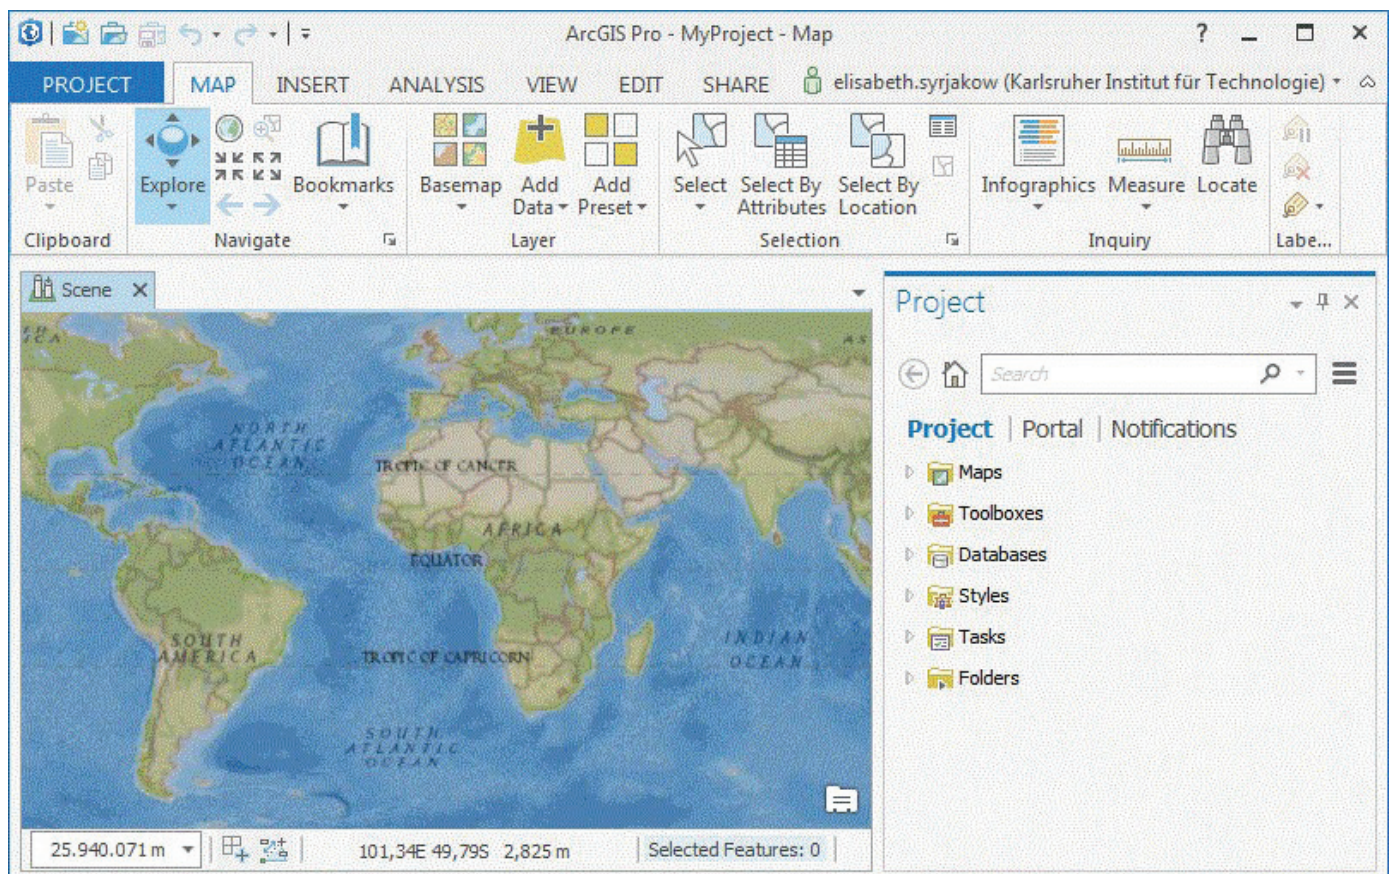 ArcGIS Pro - MyProject - Map
PROJECT MAP INSERT ANALYSIS VIEW EDIT SHARE elisabeth.syrjakow (Karlsruher Institut für Technologie)
Paste
Explore
Bookmarks
Basemap
Add Data
Add Preset
Select
Select By Attributes
Select By Location
Infographics
Measure
Locate
Clipboard Navigate Layer Selection Inquiry Labe...
Scene
EUROPE
AS
NORTH
ATLANTIC
OCEAN
TROPIC OF CANCER
AFRICA
EQUATOR
SOUTH
AMERICA
TROPIC OF CAPRICORN
INDIAN
OCEAN
SOUTH
ATLANTIC
OCEAN
25.940.071 m 101,34E 49,79S 2,825 m Selected Features: 0
Project
Search
Project | Portal | Notifications
Maps
Toolboxes
Databases
Styles
Tasks
Folders